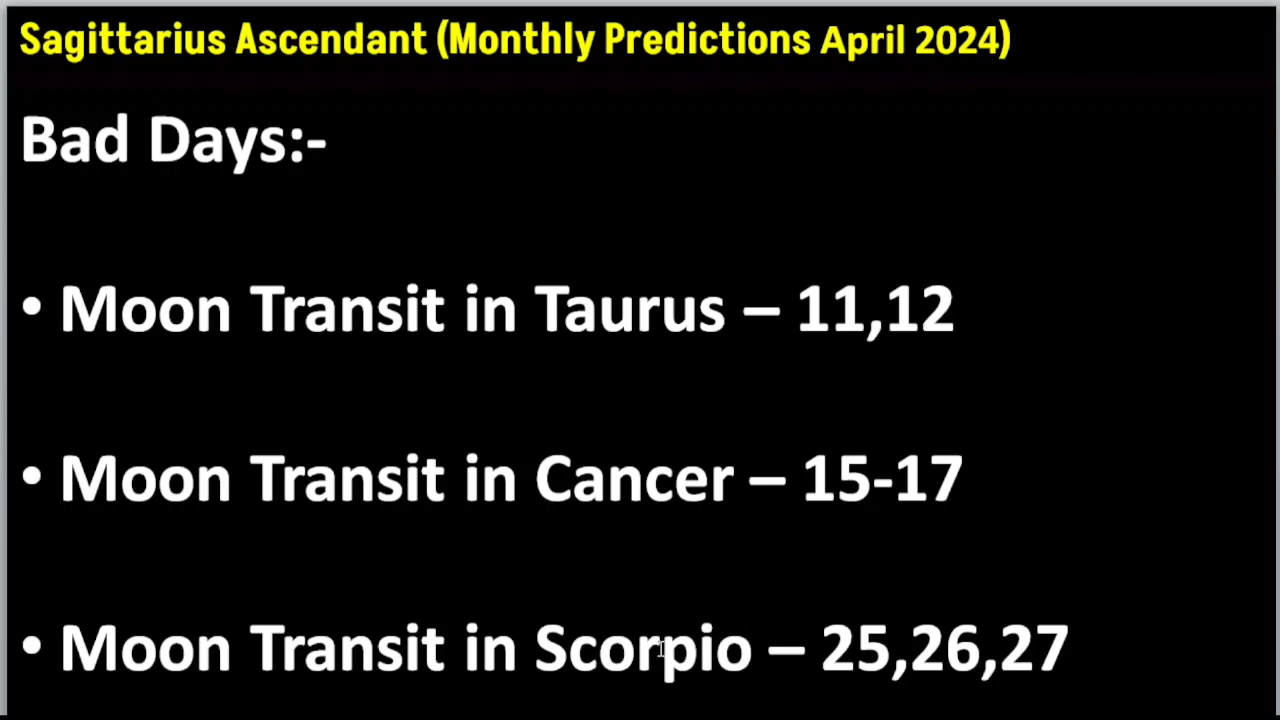 Sagittarius Ascendant (Monthly Predictions April 2024)
Bad Days:-
• Moon Transit in Taurus – 11,12
• Moon Transit in Cancer – 15-17
• Moon Transit in Scorpio – 25,26,27